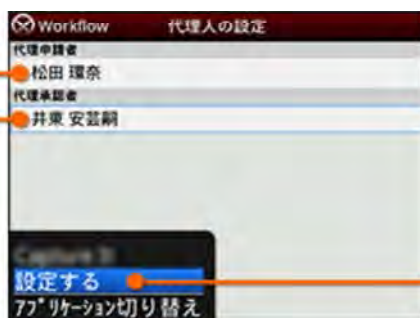 Workflow 代理人の設定
代理申請者
松田 環奈
代理承認者
井東 安芸嗣
設定する
アプリケーション切り替え